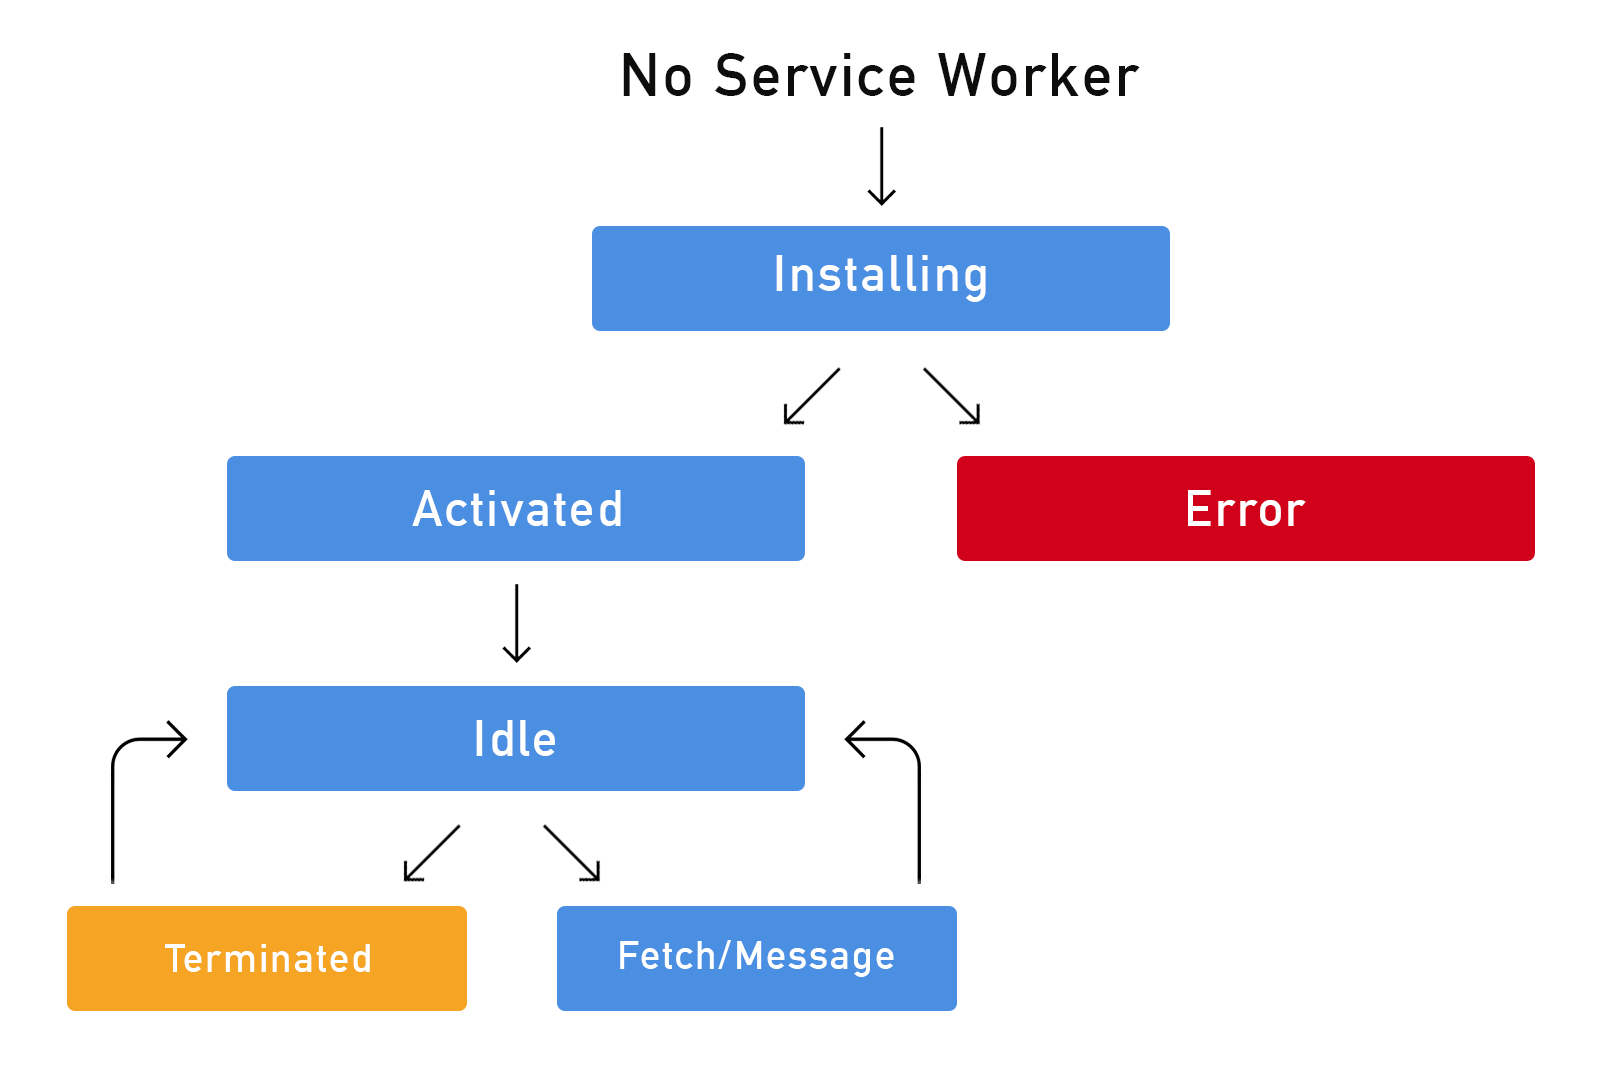 No Service Worker
Installing
Activated
Error
Idle
Terminated
Fetch/Message